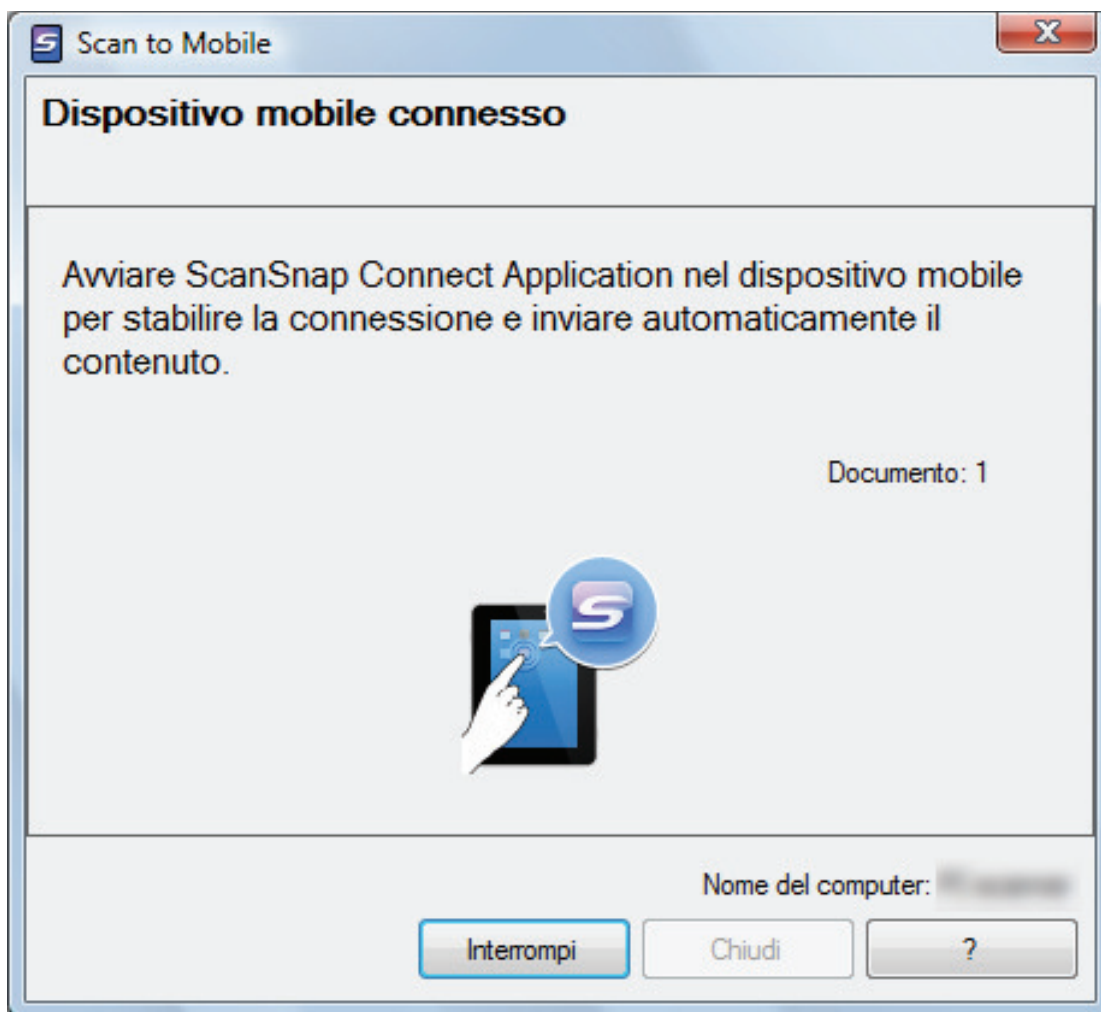 Scan to Mobile
Dispositivo mobile connesso
Avviare ScanSnap Connect Application nel dispositivo mobile
per stabilire la connessione e inviare automaticamente il
contenuto.
Documento: 1
Nome del computer:
Interrompi
Chiudi
?